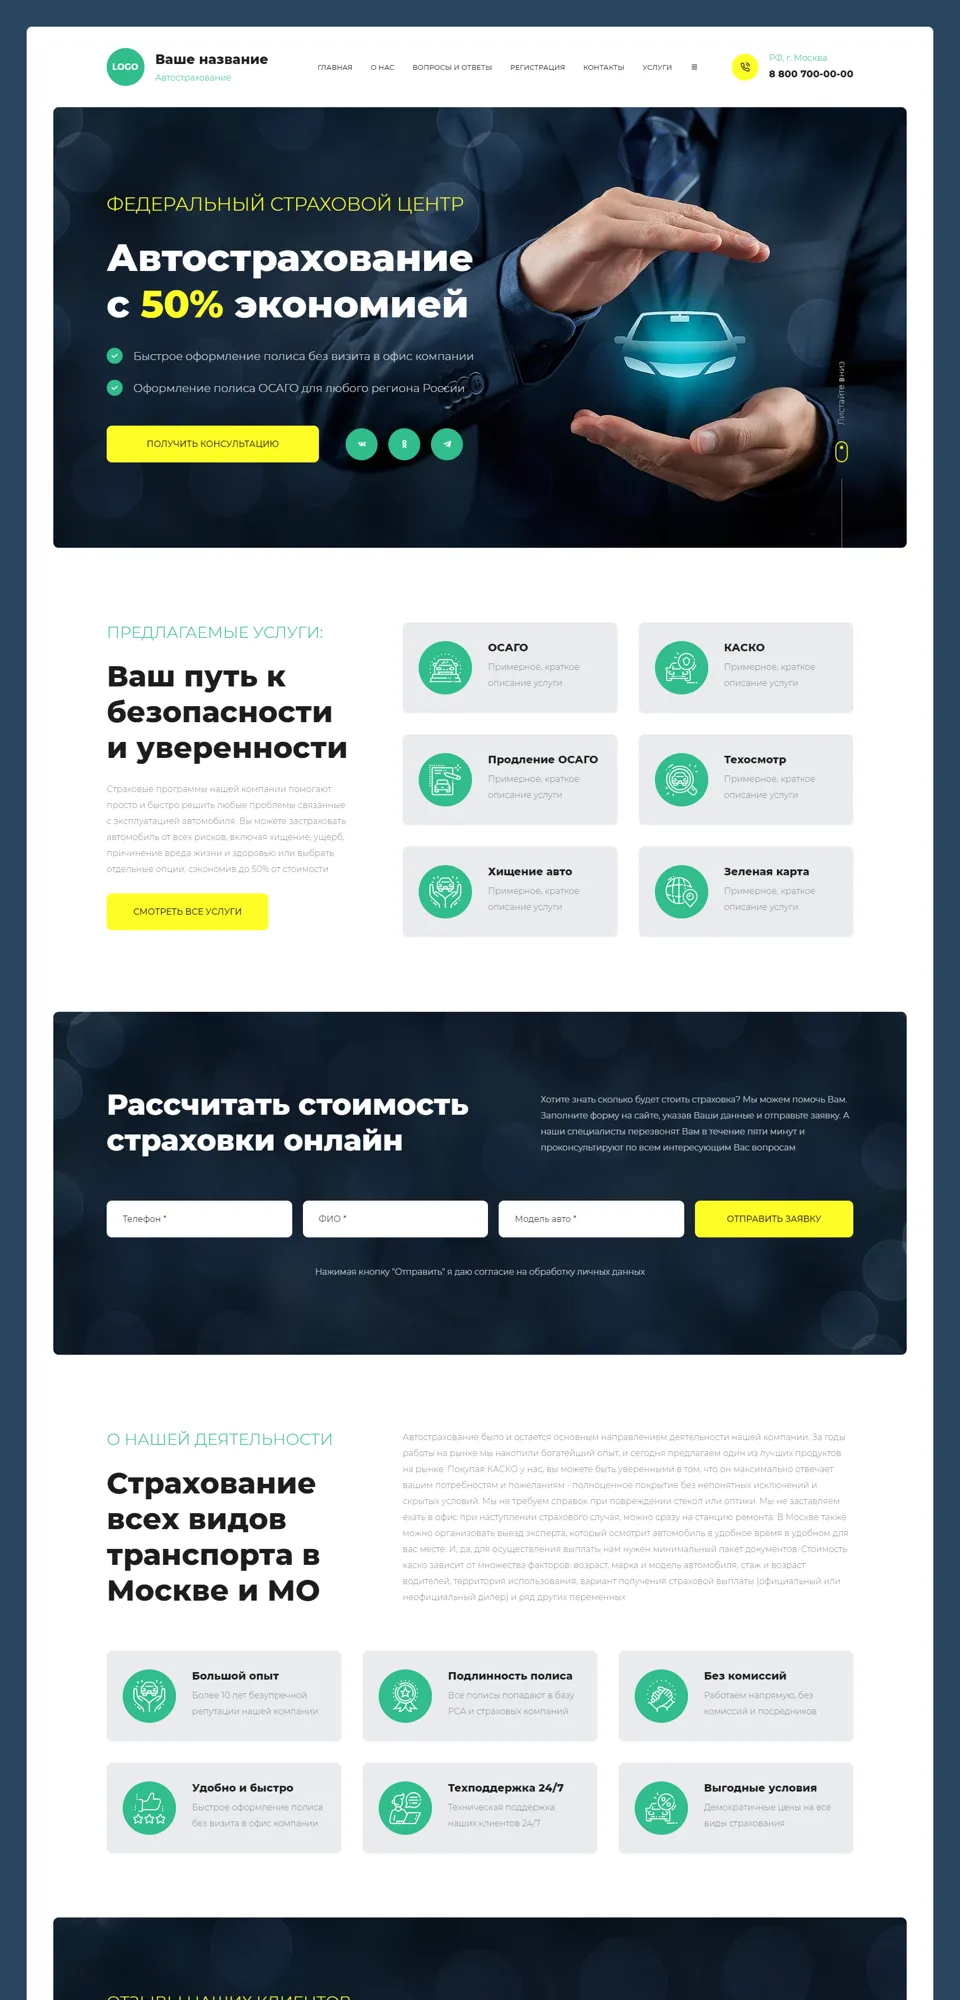 LOGO
Ваше название
Автострахование
ГЛАВНАЯ
О НАС
ВОПРОСЫ И ОТВЕТЫ
РЕГИСТРАЦИЯ
КОНТАКТЫ
УСЛУГИ
РФ, г. Москва
8 800 700-00-00
ФЕДЕРАЛЬНЫЙ СТРАХОВОЙ ЦЕНТР
Автострахование
с 50% экономией
Быстрое оформление полиса без визита в офис компании
Оформление полиса ОСАГО для любого региона России
ПОЛУЧИТЬ КОНСУЛЬТАЦИЮ
Листайте вниз
ПРЕДЛАГАЕМЫЕ УСЛУГИ:
Ваш путь к
безопасности
и уверенности
Страховые программы нашей компании помогают
просто и быстро решить любые проблемы связанные
с эксплуатацией автомобиля. Вы можете застраховать
автомобиль от всех рисков, включая хищение, ущерб,
причинение вреда жизни и здоровью или выбрать
отдельные опции, сэкономив до 50% от стоимости
СМОТРЕТЬ ВСЕ УСЛУГИ
ОСАГО
Примерное, краткое
описание услуги
КАСКО
Примерное, краткое
описание услуги
Продление ОСАГО
Примерное, краткое
описание услуги
Техосмотр
Примерное, краткое
описание услуги
Хищение авто
Примерное, краткое
описание услуги
Зеленая карта
Примерное, краткое
описание услуги
Рассчитать стоимость
страховки онлайн
Хотите знать сколько будет стоить страховка? Мы можем помочь Вам.
Заполните форму на сайте, указав Ваши данные и отправьте заявку. А
наши специалисты перезвонят Вам в течение пяти минут и
проконсультируют по всем интересующим Вас вопросам
Телефон *
ФИО *
Модель авто *
ОТПРАВИТЬ ЗАЯВКУ
Нажимая кнопку "Отправить" я даю согласие на обработку личных данных
О НАШЕЙ ДЕЯТЕЛЬНОСТИ
Страхование
всех видов
транспорта в
Москве и МО
Автострахование было и остается основным направлением деятельности нашей компании. За годы
работы на рынке мы накопили богатейший опыт, и сегодня предлагаем один из лучших продуктов
на рынке. Покупая КАСКО у нас, вы можете быть уверенными в том, что он максимально отвечает
вашим потребностям и пожеланиям - полноценное покрытие без непонятных исключений и
скрытых условий. Мы не требуем справок при повреждении стекол или оптики. Мы не заставляем
ехать в офис при наступлении страхового случая, можно сразу на станцию ремонта. В Москве также
можно организовать выезд эксперта, который осмотрит автомобиль в удобное время в удобном для
вас месте. И, да, для осуществления выплаты нам нужен минимальный пакет документов. Стоимость
каско зависит от множества факторов: возраст, марка и модель автомобиля, стаж и возраст
водителей, территория использования, вариант получения страховой выплаты (официальный или
неофициальный дилер) и ряд других переменных
Большой опыт
Более 10 лет безупречной
репутации нашей компании
Подлинность полиса
Все полисы попадают в базу
РСА и страховых компаний
Без комиссий
Работаем напрямую, без
комиссий и посредников
Удобно и быстро
Быстрое оформление полиса
без визита в офис компании
Техподдержка 24/7
Техническая поддержка
наших клиентов 24/7
Выгодные условия
Демократичные цены на все
виды страхования
ОТЗЫВЫ НАШИХ КЛИЕНТОВ